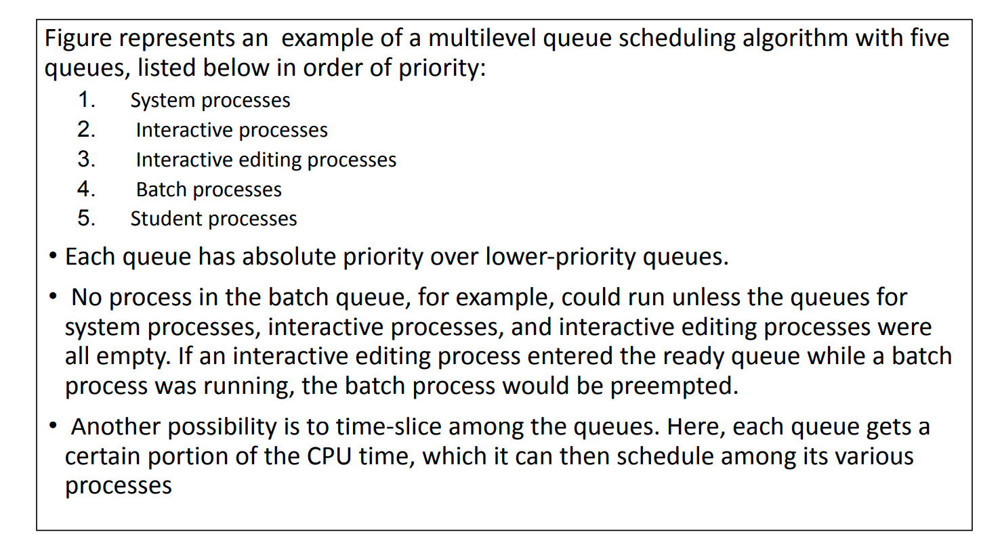 Figure represents an  example of a multilevel queue scheduling algorithm with five
queues, listed below in order of priority:
1. System processes
2. Interactive processes
3. Interactive editing processes
4. Batch processes
5. Student processes
• Each queue has absolute priority over lower-priority queues.
• No process in the batch queue, for example, could run unless the queues for
system processes, interactive processes, and interactive editing processes were
all empty. If an interactive editing process entered the ready queue while a batch
process was running, the batch process would be preempted.
• Another possibility is to time-slice among the queues. Here, each queue gets a
certain portion of the CPU time, which it can then schedule among its various
processes